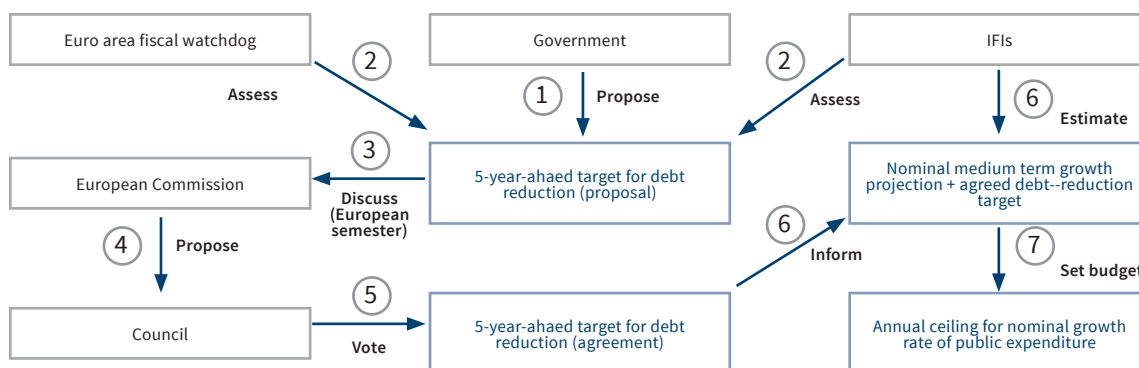 Euro area fiscal watchdog
Government
IFIs
2
Assess
1
Propose
2
Assess
6
Estimate
European Commission
3
Discuss
(European
semester)
5-year-ahaed target for debt
reduction (proposal)
Nominal medium term growth
projection + agreed debt--reduction
target
4
Propose
6
Inform
7
Set budget
Council
5
Vote
5-year-ahaed target for debt
reduction (agreement)
Annual ceiling for nominal growth
rate of public expenditure